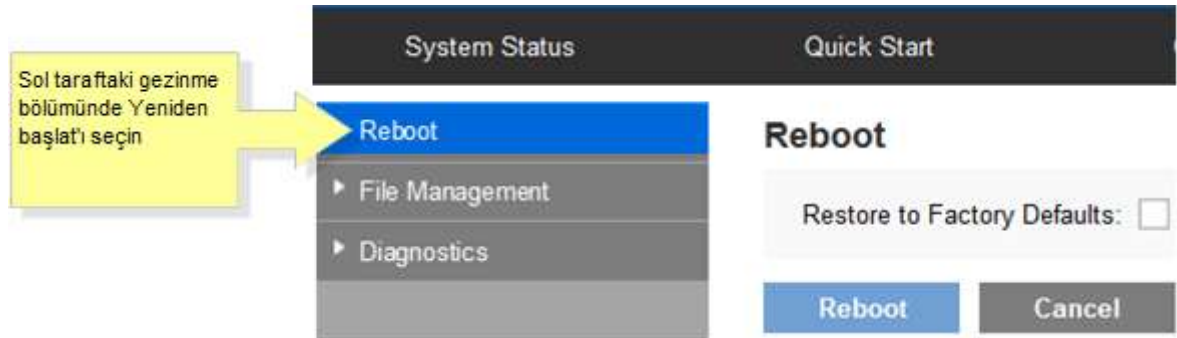 System Status Quick Start
Sol taraftaki gezinme
bölümünde Yeniden
başlat'ı seçin
Reboot
File Management
Diagnostics
Reboot
Restore to Factory Defaults:
Reboot Cancel